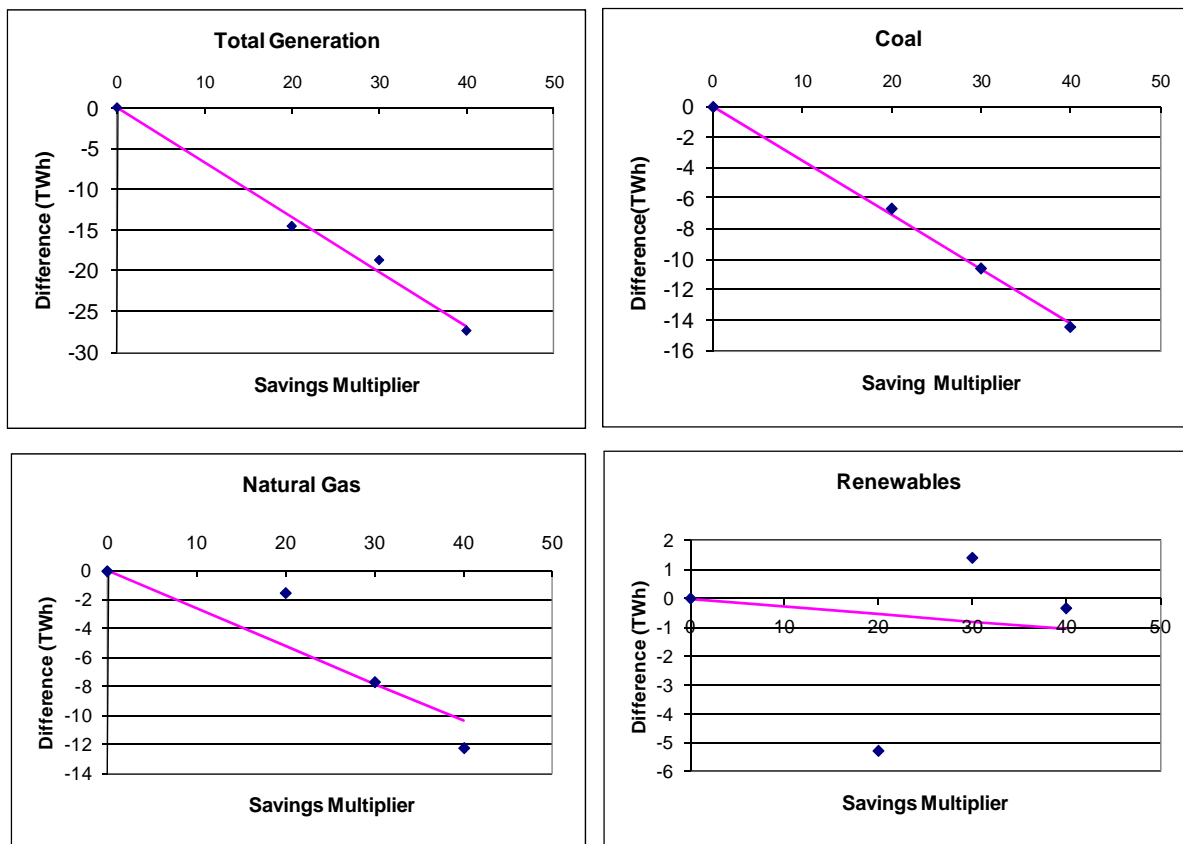 Total Generation
0 10 20 30 40 50
0
-5
-10
-15
-20
-25
-30
Difference (TWh)
Savings Multiplier
Coal
0 10 20 30 40 50
0
-2
-4
-6
-8
-10
-12
-14
-16
Difference(TWh)
Saving Multiplier
Natural Gas
0 10 20 30 40 50
0
-2
-4
-6
-8
-10
-12
-14
Difference (TWh)
Savings Multiplier
Renewables
2
1
0
-1
-2
-3
-4
-5
-6
0 10 20 30 40 50
Difference (TWh)
Savings Multiplier